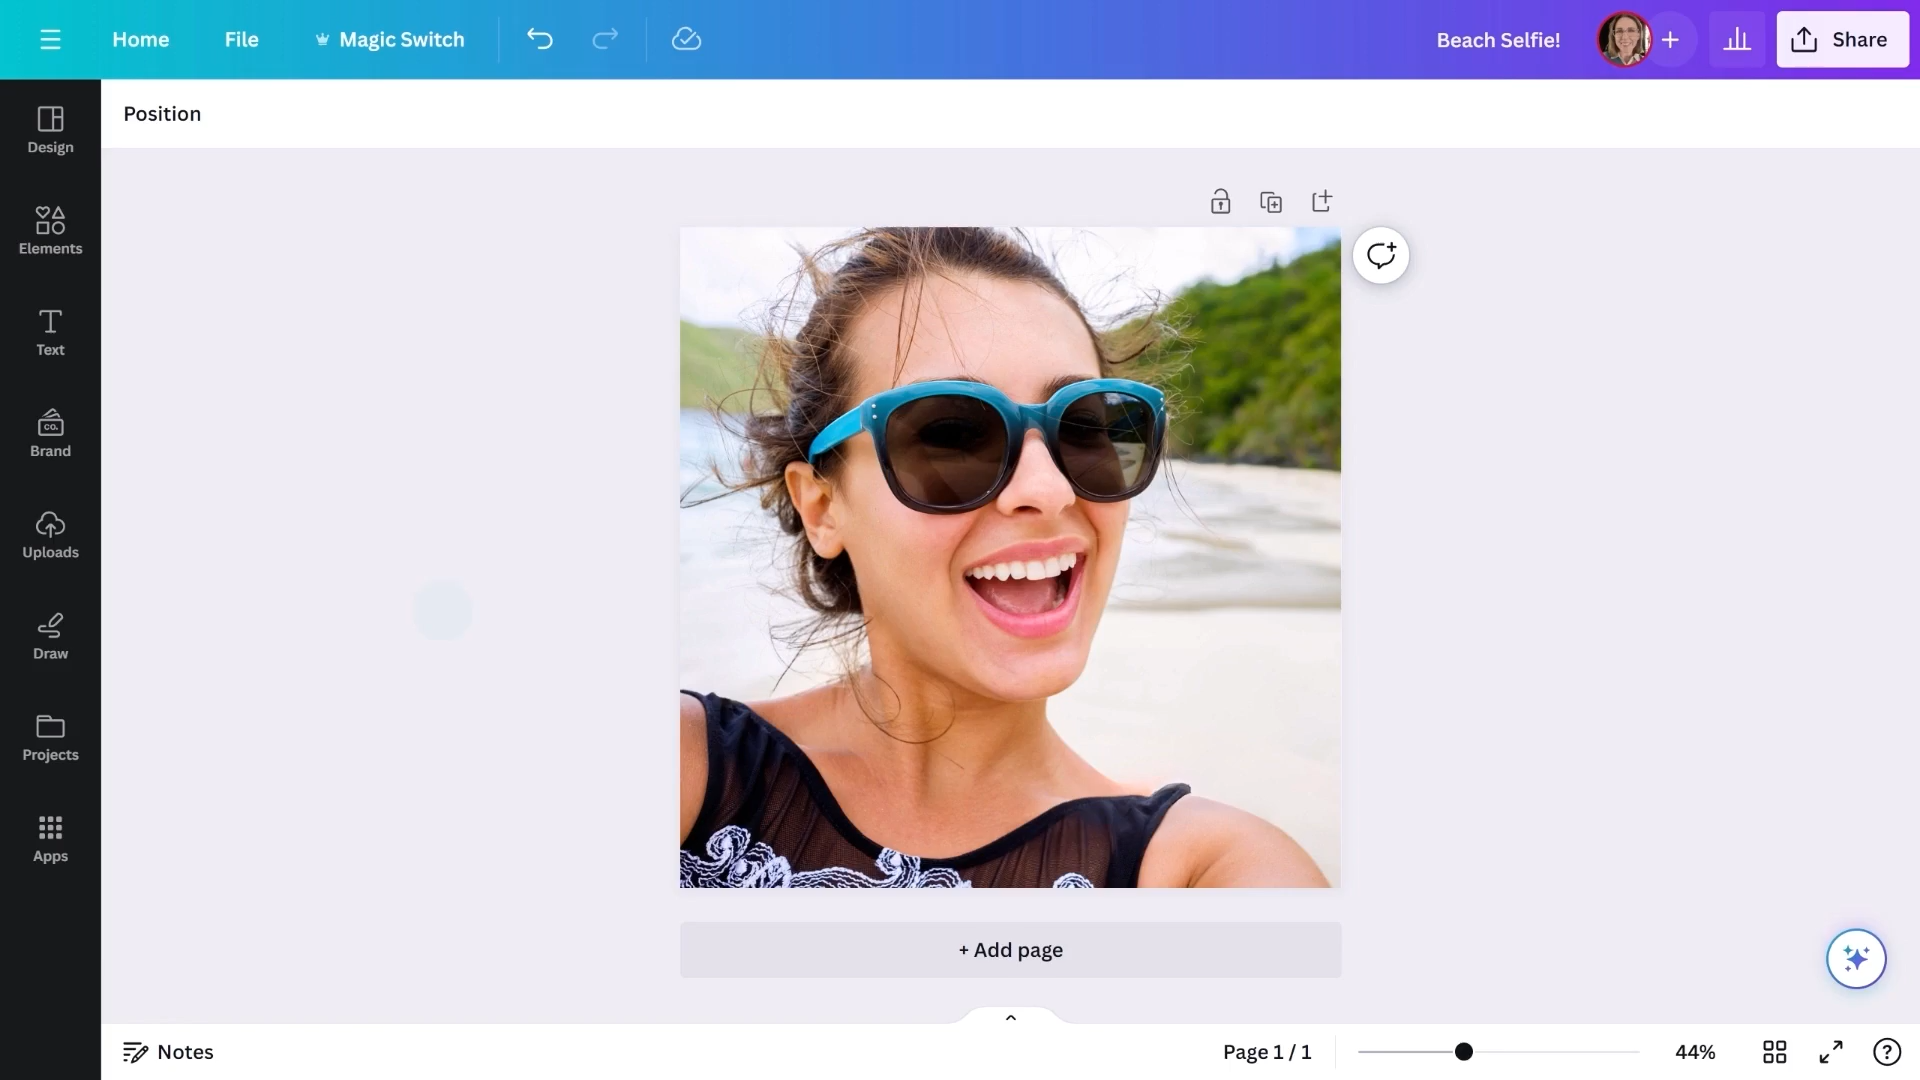 Home
File
Magic Switch
Beach Selfie!
Share
Position
Design
Elements
Text
CO.
Brand
Uploads
Draw
Projects
Apps
+ Add page
Notes
Page 1 / 1
44%